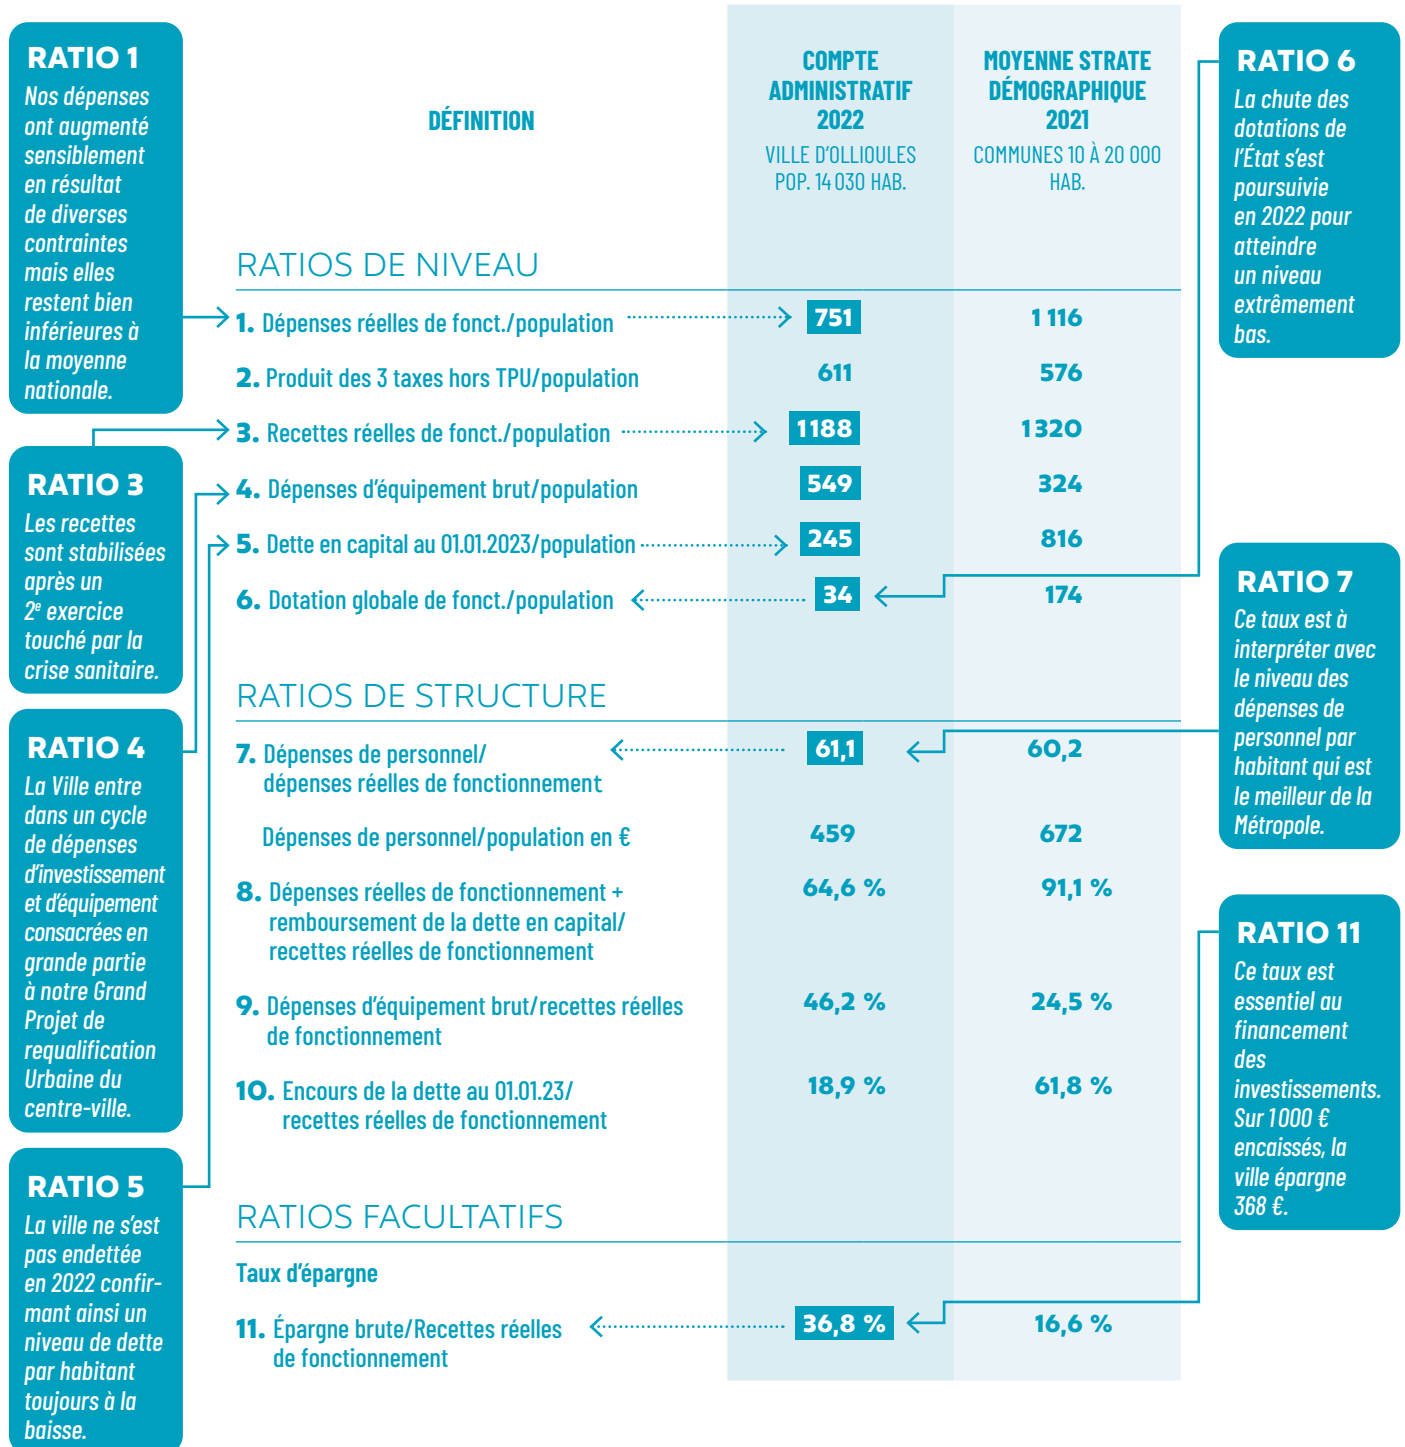 RATIO 1
Nos dépenses
ont augmenté
sensiblement
en résultat
de diverses
contraintes
mais elles
restent bien
inférieures à
la moyenne
nationale.
RATIO 3
Les recettes
sont stabilisées
après un
2e exercice
touché par la
crise sanitaire.
RATIO 4
La Ville entre
dans un cycle
de dépenses
d'investissement
et d'équipement
consacrées en
grande partie
à notre Grand
Projet de
requalification
Urbaine du
centre-ville.
RATIO 5
La ville ne s'est
pas endettée
en 2022 confir-
mant ainsi un
niveau de dette
par habitant
toujours à la
baisse.
DÉFINITION
COMPTE
ADMINISTRATIF
2022
VILLE D'OLLIOULES
POP. 14 030 HAB.
MOYENNE STRATE
DÉMOGRAPHIQUE
2021
COMMUNES 10 À 20 000
HAB.
RATIOS DE NIVEAU
1. Dépenses réelles de fonct./population 751 1 116
2. Produit des 3 taxes hors TPU/population 611 576
3. Recettes réelles de fonct./population 1188 1320
4. Dépenses d'équipement brut/population 549 324
5. Dette en capital au 01.01.2023/population 245 816
6. Dotation globale de fonct./population 34 174
RATIOS DE STRUCTURE
7. Dépenses de personnel/ 61,1 60,2
dépenses réelles de fonctionnement
Dépenses de personnel/population en € 459 672
8. Dépenses réelles de fonctionnement + 64,6 % 91,1 %
remboursement de la dette en capital/
recettes réelles de fonctionnement
9. Dépenses d'équipement brut/recettes réelles 46,2 % 24,5 %
de fonctionnement
10. Encours de la dette au 01.01.23/ 18,9 % 61,8 %
recettes réelles de fonctionnement
RATIOS FACULTATIFS
Taux d'épargne
11. Épargne brute/Recettes réelles 36,8 % 16,6 %
de fonctionnement
RATIO 6
La chute des
dotations de
l'État s'est
poursuivie
en 2022 pour
atteindre
un niveau
extrêmement
bas.
RATIO 7
Ce taux est à
interpréter avec
le niveau des
dépenses de
personnel par
habitant qui est
le meilleur de la
Métropole.
RATIO 11
Ce taux est
essentiel au
financement
des
investissements.
Sur 1 000 €
encaissés, la
ville épargne
368 €.